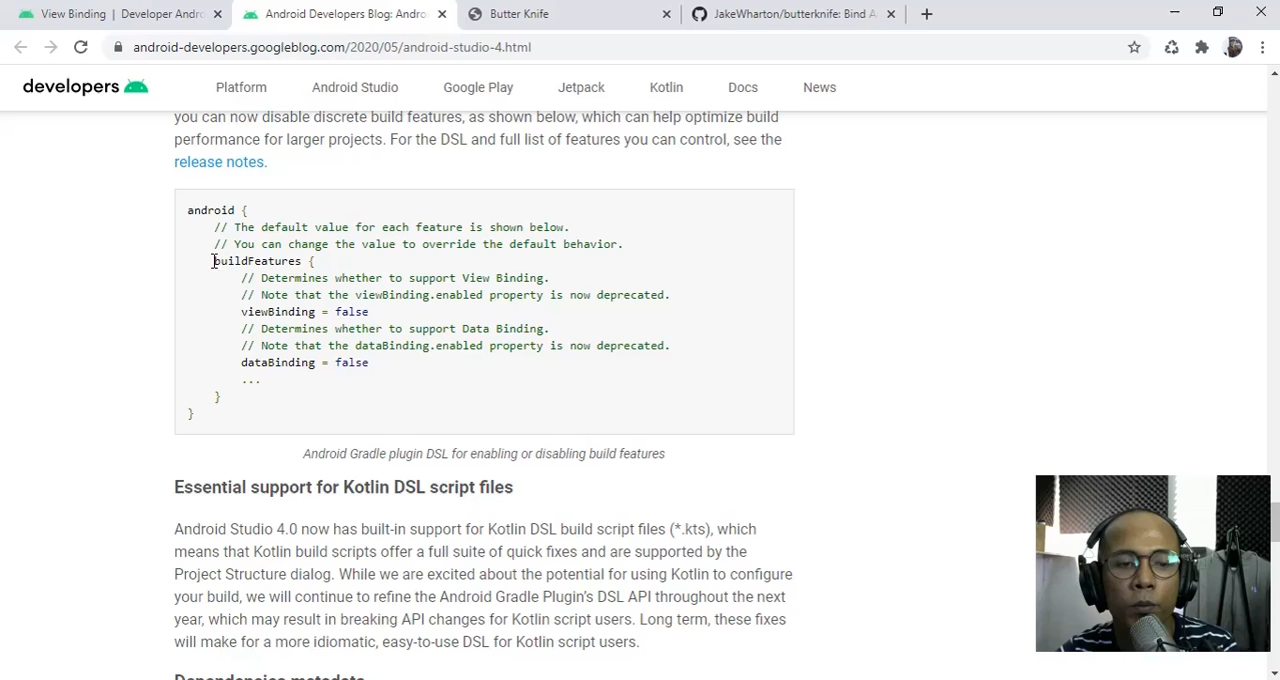 View Binding | Developer Andro
Android Developers Blog: Andro
Butter Knife
JakeWharton/butterknife: Bind A
android-developers.googleblog.com/2020/05/android-studio-4.html
developers
Platform
Android Studio
Google Play
Jetpack
Kotlin
Docs
News
you can now disable discrete build features, as shown below, which can help optimize build
performance for larger projects. For the DSL and full list of features you can control, see the
release notes.
android {
// The default value for each feature is shown below.
// You can change the value to override the default behavior.
buildFeatures {
// Determines whether to support View Binding.
// Note that the viewBinding.enabled property is now deprecated.
viewBinding = false
// Determines whether to support Data Binding.
// Note that the dataBinding.enabled property is now deprecated.
dataBinding = false
...
}
}
Android Gradle plugin DSL for enabling or disabling build features
Essential support for Kotlin DSL script files
Android Studio 4.0 now has built-in support for Kotlin DSL build script files (*.kts), which
means that Kotlin build scripts offer a full suite of quick fixes and are supported by the
Project Structure dialog. While we are excited about the potential for using Kotlin to configure
your build, we will continue to refine the Android Gradle Plugin's DSL API throughout the next
year, which may result in breaking API changes for Kotlin script users. Long term, these fixes
will make for a more idiomatic, easy-to-use DSL for Kotlin script users.
Dependencies metadata